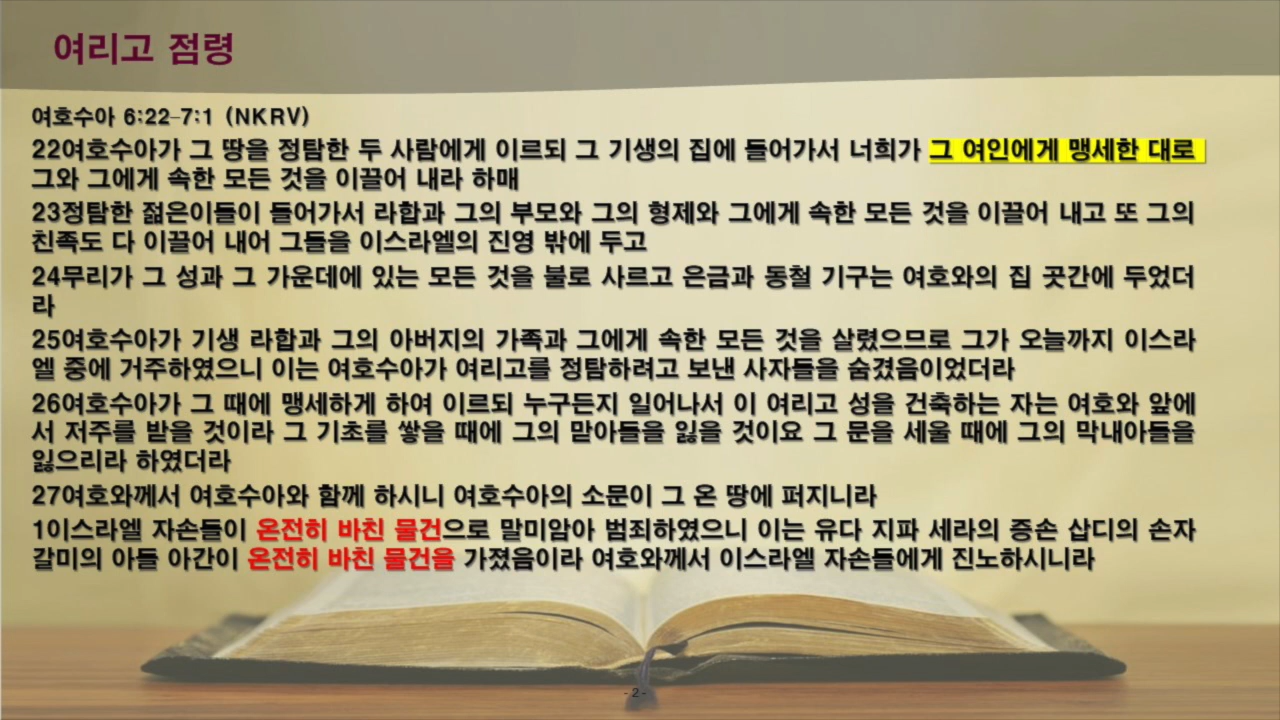 여리고 점령
여호수아 6:22–7:1 (NKRV)
22여호수아가 그 땅을 정탐한 두 사람에게 이르되 그 기생의 집에 들어가서 너희가 그 여인에게 맹세한 대로
그와 그에게 속한 모든 것을 이끌어 내라 하매
23정탐한 젊은이들이 들어가서 라합과 그의 부모와 그의 형제와 그에게 속한 모든 것을 이끌어 내고 또 그의
친족도 다 이끌어 내어 그들을 이스라엘의 진영 밖에 두고
24무리가 그 성과 그 가운데에 있는 모든 것을 불로 사르고 은금과 동철 기구는 여호와의 집 곳간에 두었더
라
25여호수아가 기생 라합과 그의 아버지의 가족과 그에게 속한 모든 것을 살렸으므로 그가 오늘까지 이스라
엘 중에 거주하였으니 이는 여호수아가 여리고를 정탐하려고 보낸 사자들을 숨겼음이었더라
26여호수아가 그 때에 맹세하게 하여 이르되 누구든지 일어나서 이 여리고 성을 건축하는 자는 여호와 앞에
서 저주를 받을 것이라 그 기초를 쌓을 때에 그의 맏아들을 잃을 것이요 그 문을 세울 때에 그의 막내아들을
잃으리라 하였더라
27여호와께서 여호수아와 함께 하시니 여호수아의 소문이 그 온 땅에 퍼지니라
1이스라엘 자손들이 온전히 바친 물건으로 말미암아 범죄하였으니 이는 유다 지파 세라의 증손 삽디의 손자
갈미의 아들 아간이 온전히 바친 물건을 가졌음이라 여호와께서 이스라엘 자손들에게 진노하시니라
- 2 -